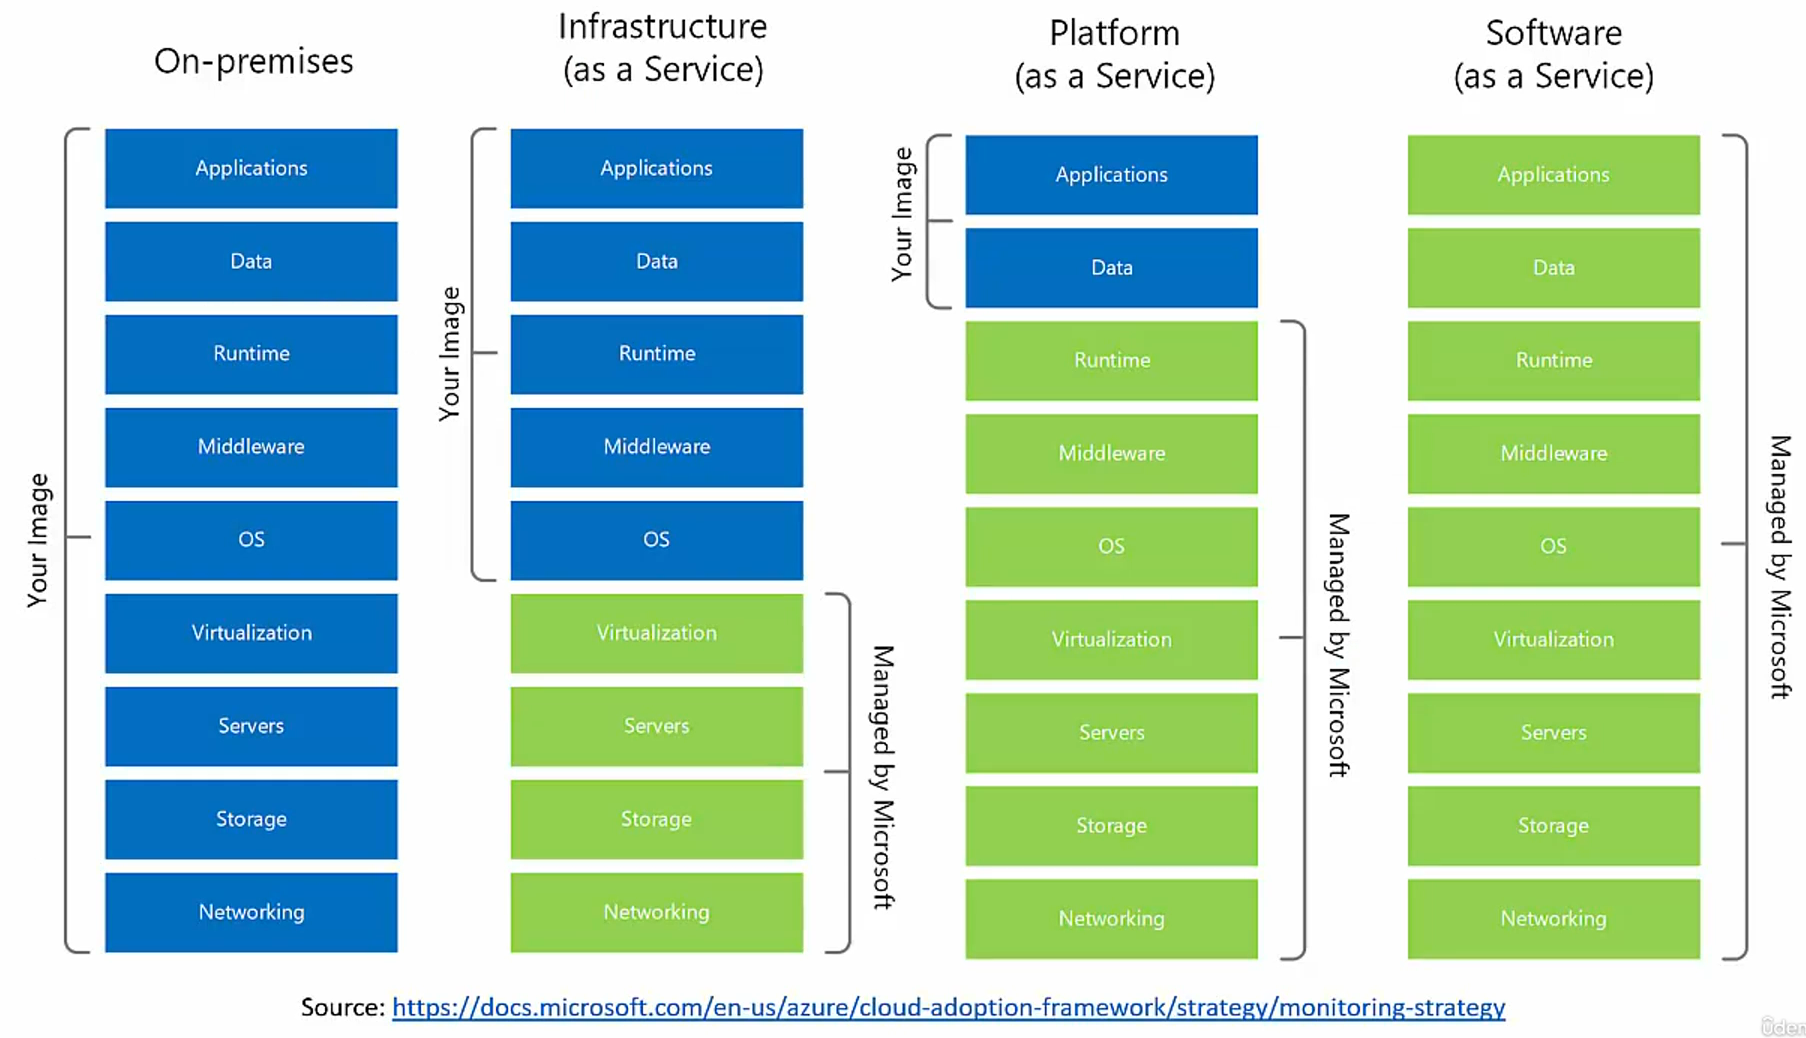 On-premises
Infrastructure
(as a Service)
Platform
(as a Service)
Software
(as a Service)
Your Image
Applications
Data
Runtime
Middleware
OS
Virtualization
Servers
Storage
Networking
Your Image
Applications
Data
Runtime
Middleware
OS
Virtualization
Servers
Storage
Networking
Managed by Microsoft
Your Image
Applications
Data
Runtime
Middleware
OS
Virtualization
Servers
Storage
Networking
Managed by Microsoft
Applications
Data
Runtime
Middleware
OS
Virtualization
Servers
Storage
Networking
Managed by Microsoft
Source: https://docs.microsoft.com/en-us/azure/cloud-adoption-framework/strategy/monitoring-strategy